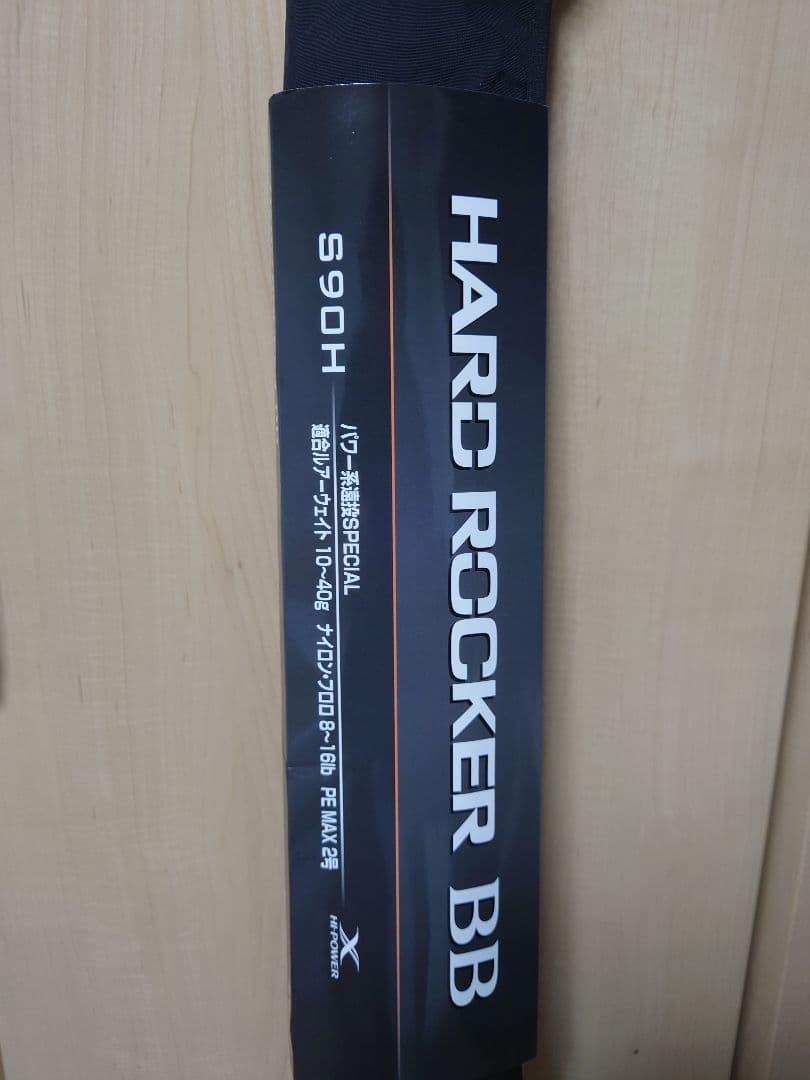 HARD ROCKER BB
S90H
パワー系遠投SPECIAL
適合ルアーウェイト 10~40g ナイロン・フロロ 8~16lb PE MAX 2号
X
HI-POWER